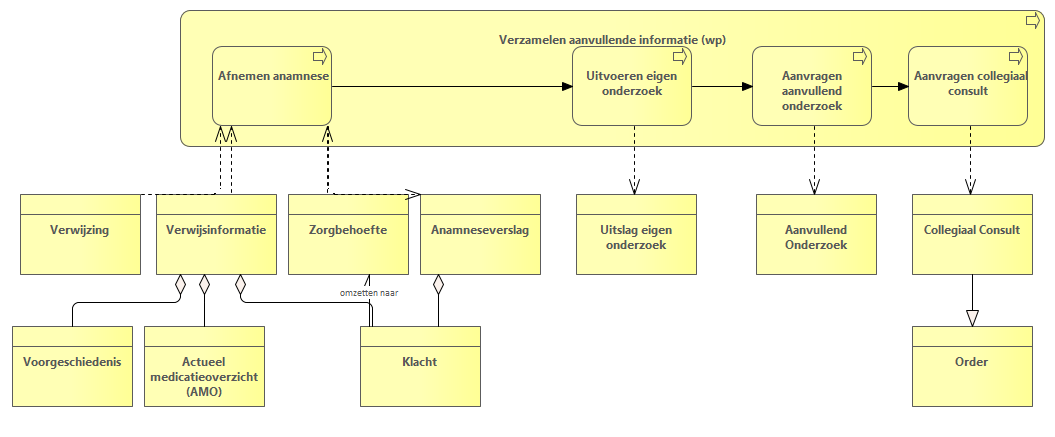 Verzamelen aanvullende informatie (wp)
Afnemen anamnese
Uitvoeren eigen
onderzoek
Aanvragen
aanvullend
onderzoek
Aanvragen collegiaal
consult
Verwijzing
Verwijsinformatie
Zorgbehoefte
Anamneseverslag
Uitslag eigen
onderzoek
Aanvullend
Onderzoek
Collegiaal Consult
omzetten naar
Voorgeschiedenis
Actueel
medicatieoverzicht
(AMO)
Klacht
Order